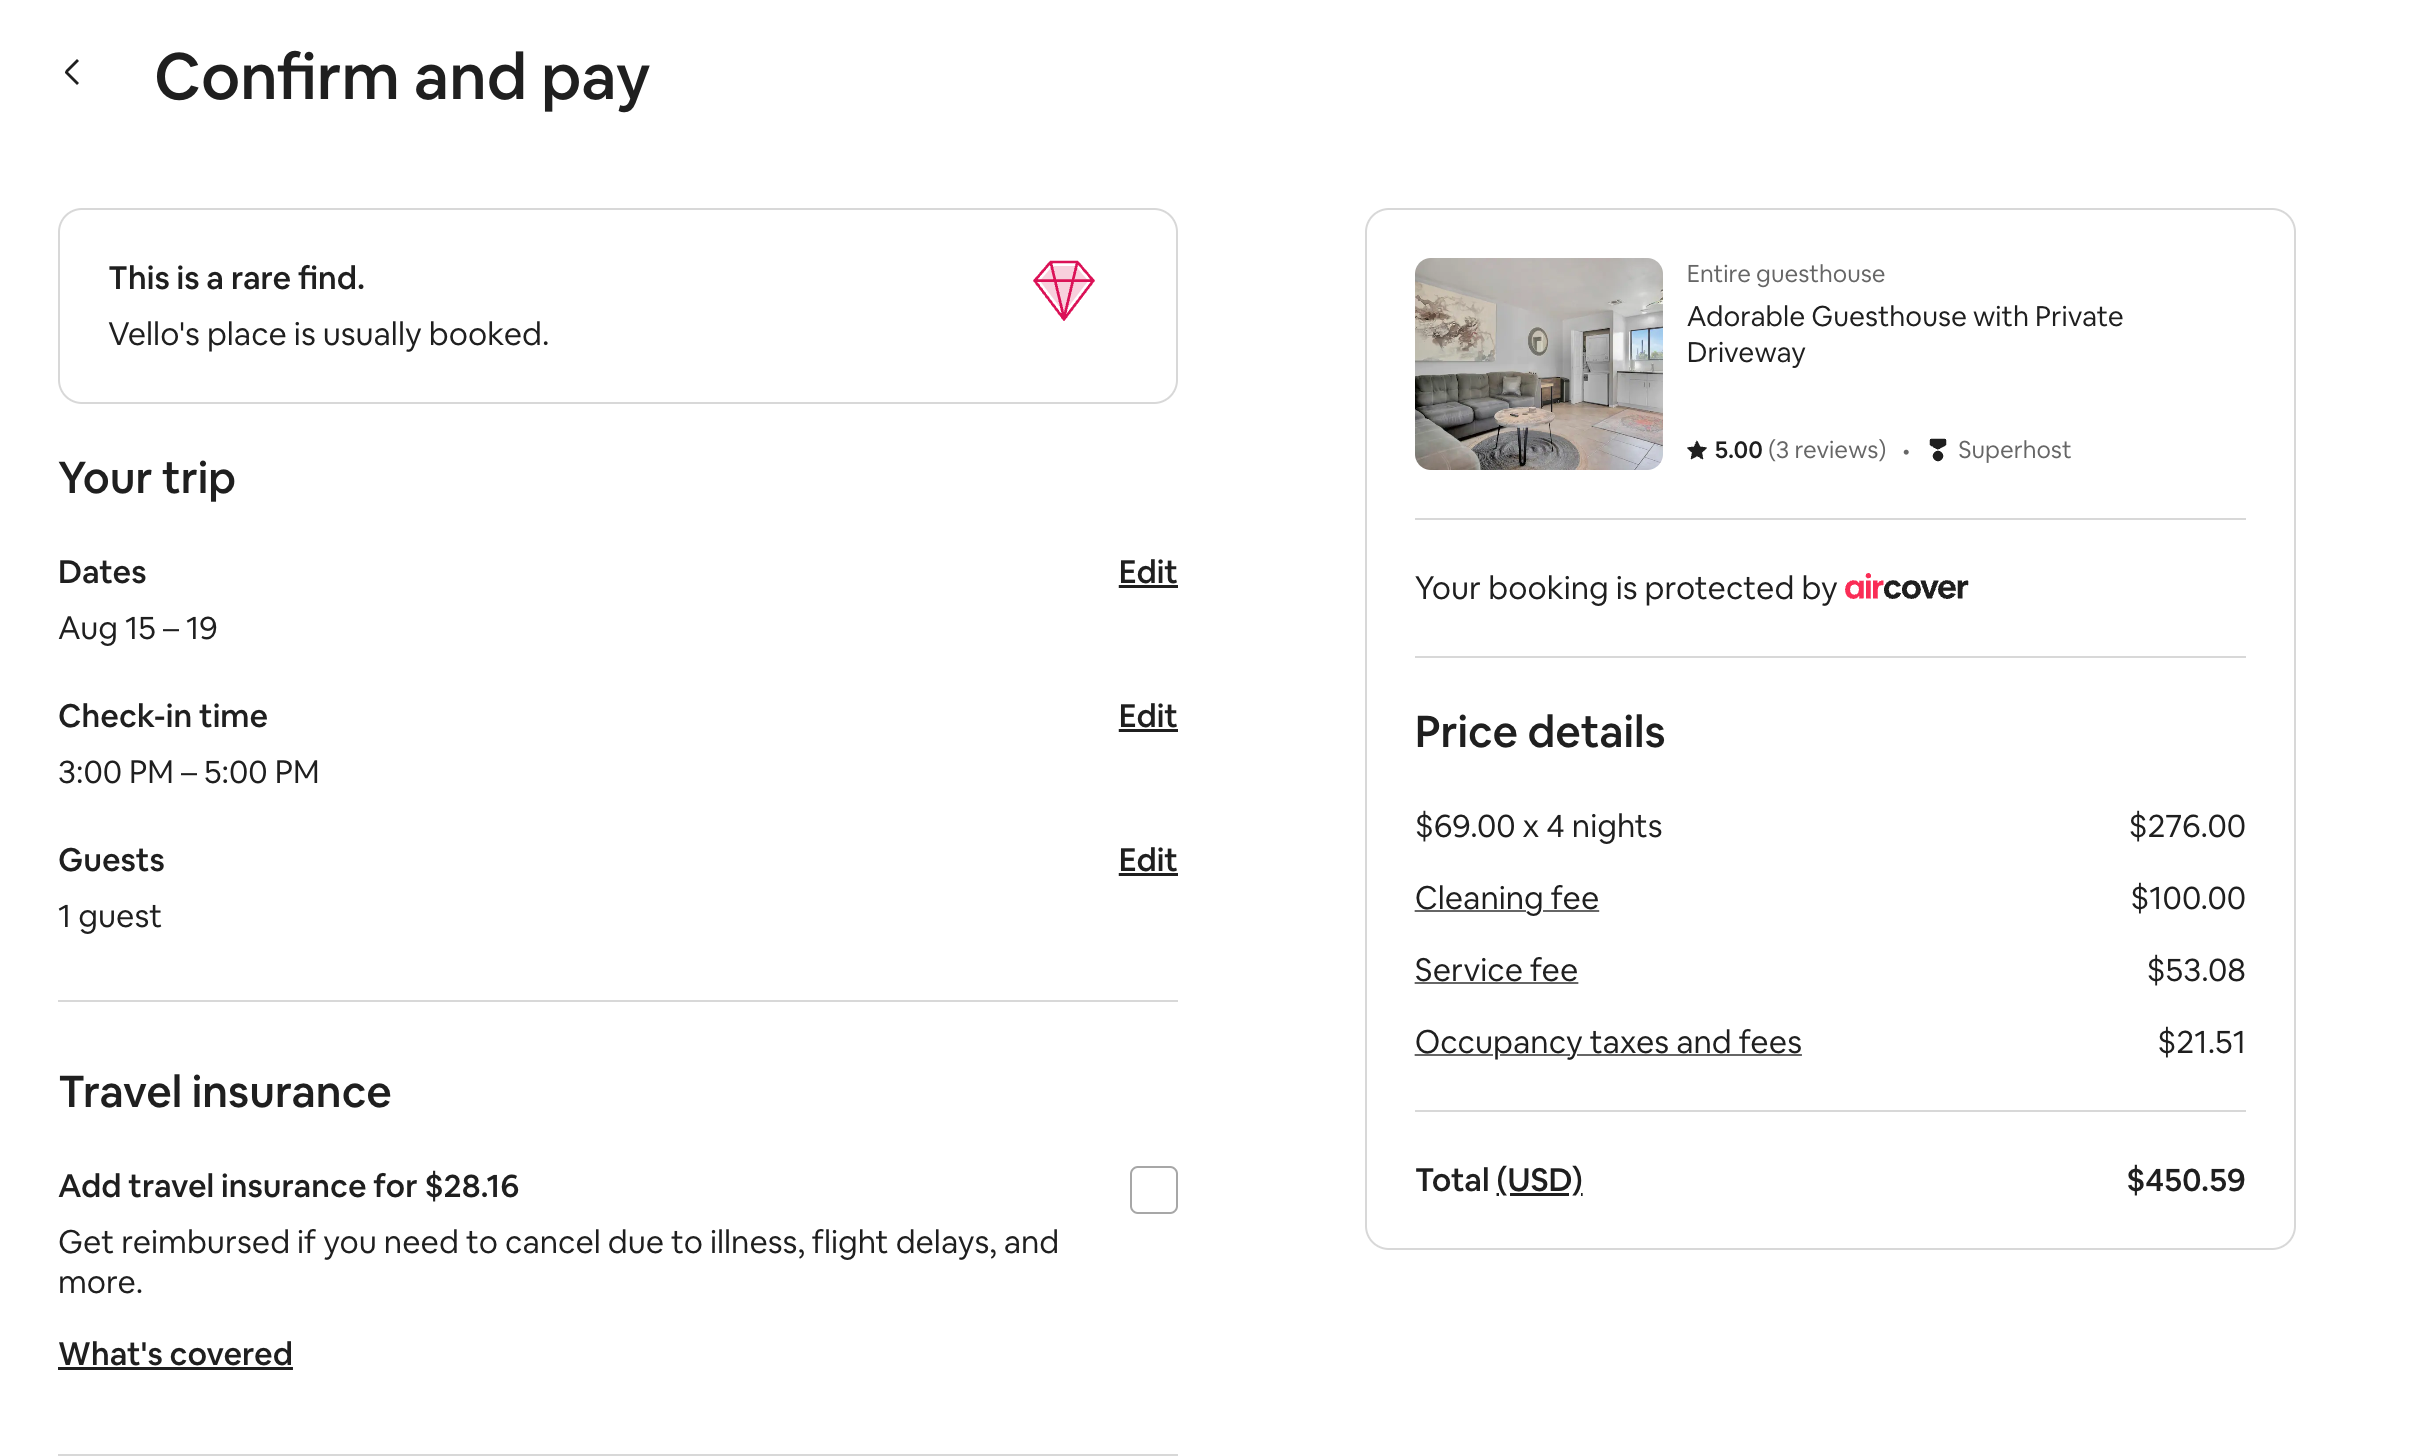 Confirm and pay
This is a rare find.
Vello's place is usually booked.
Your trip
Dates
Edit
Aug 15 – 19
Check-in time
Edit
3:00 PM – 5:00 PM
Guests
Edit
1 guest
Travel insurance
Add travel insurance for $28.16
Get reimbursed if you need to cancel due to illness, flight delays, and
more.
What's covered
Entire guesthouse
Adorable Guesthouse with Private
Driveway
5.00 (3 reviews) · Superhost
Your booking is protected by aircover
Price details
$69.00 x 4 nights $276.00
Cleaning fee $100.00
Service fee $53.08
Occupancy taxes and fees $21.51
Total (USD) $450.59